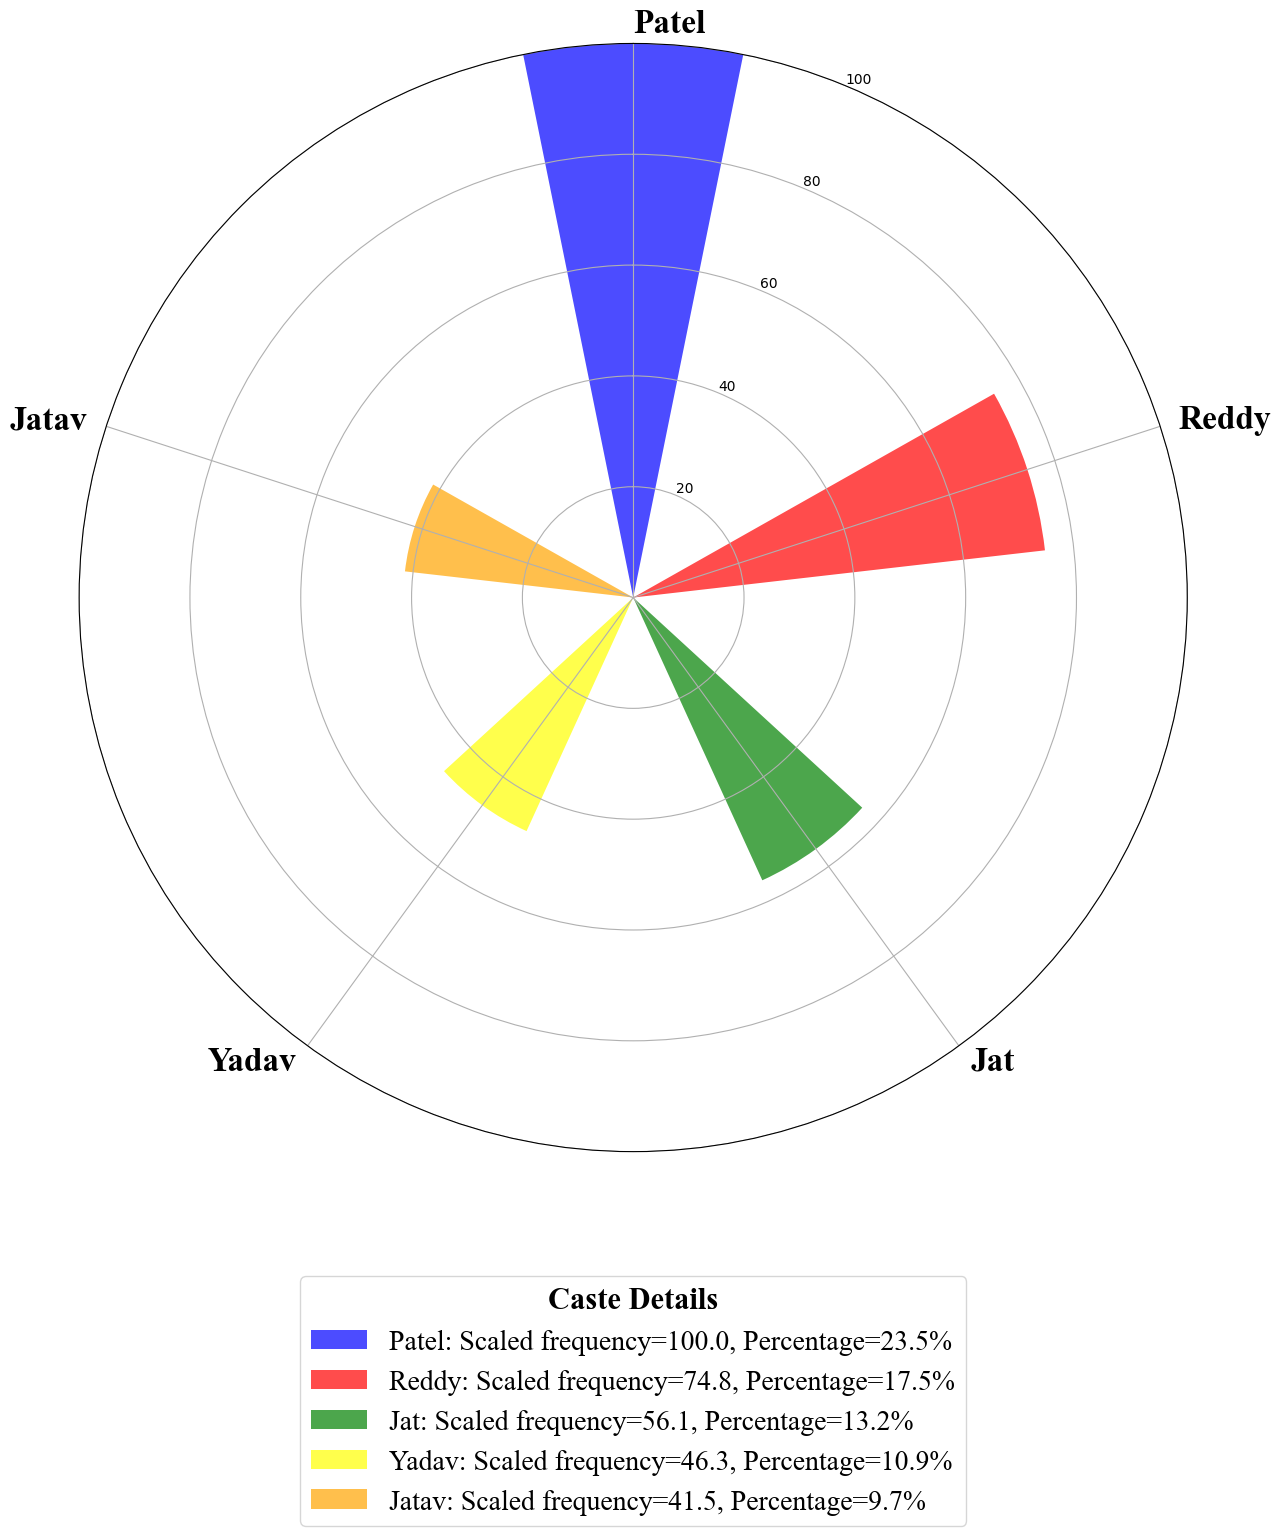 Patel
100
80
60
40
20
Jatav
Reddy
Yadav
Jat
Caste Details
Patel: Scaled frequency=100.0, Percentage=23.5%
Reddy: Scaled frequency=74.8, Percentage=17.5%
Jat: Scaled frequency=56.1, Percentage=13.2%
Yadav: Scaled frequency=46.3, Percentage=10.9%
Jatav: Scaled frequency=41.5, Percentage=9.7%